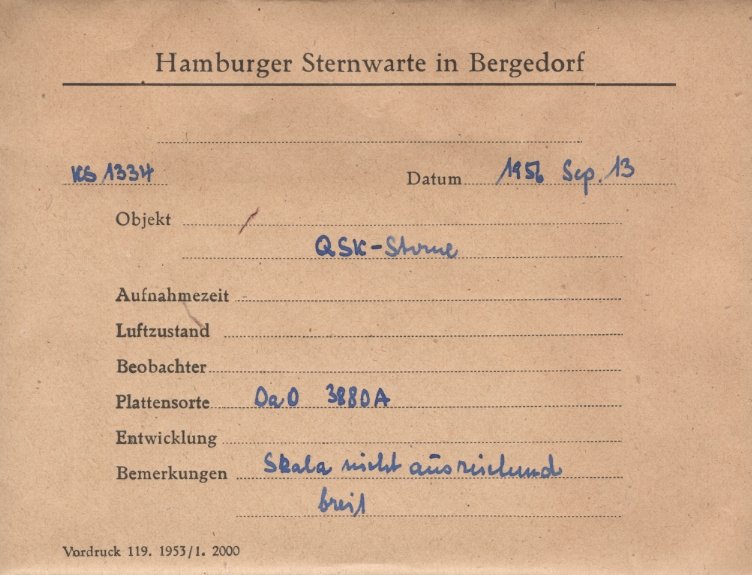 Hamburger Sternwarte in Bergedorf
KS 1334 Datum 1956 Sep. 13
Objekt
QSK-Sterne
Aufnahmezeit
Luftzustand
Beobachter
Plattensorte OaO 3880A
Entwicklung
Bemerkungen Skala nicht ausreichend
breit
Vordruck 119. 1953/1. 2000